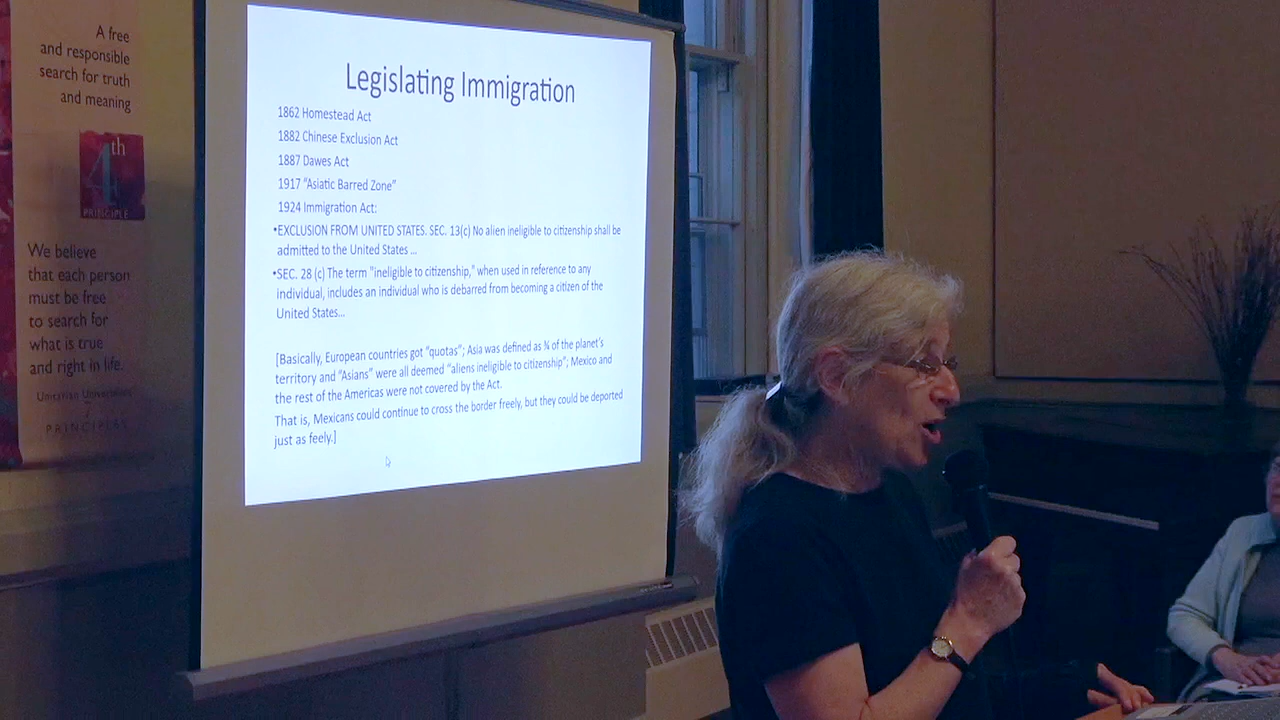 A free
and responsible
search for truth
and meaning
4th
PRINCIPLE
We believe
that each person
must be free
to search for
what is true
and right in life.
Unitarian Universalist
PRINCIPLES
Legislating Immigration
1862 Homestead Act
1882 Chinese Exclusion Act
1887 Dawes Act
1917 “Asiatic Barred Zone”
1924 Immigration Act:
•EXCLUSION FROM UNITED STATES. SEC. 13(c) No alien ineligible to citizenship shall be
admitted to the United States ...
•SEC. 28 (c) The term "ineligible to citizenship," when used in reference to any
individual, includes an individual who is debarred from becoming a citizen of the
United States...
[Basically, European countries got “quotas”; Asia was defined as ¾ of the planet’s
territory and “Asians” were all deemed “aliens ineligible to citizenship”; Mexico and
the rest of the Americas were not covered by the Act.
That is, Mexicans could continue to cross the border freely, but they could be deported
just as feely.]